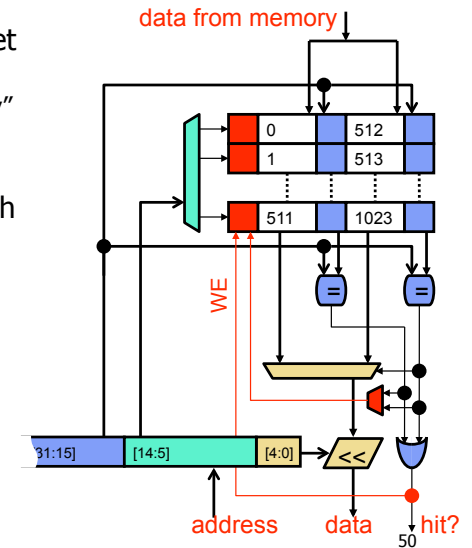 data from memory
et
y”
h
0 512
1 513
511 1023
= =
WE
31:15] [14:5] [4:0] <<
address data hit?
50